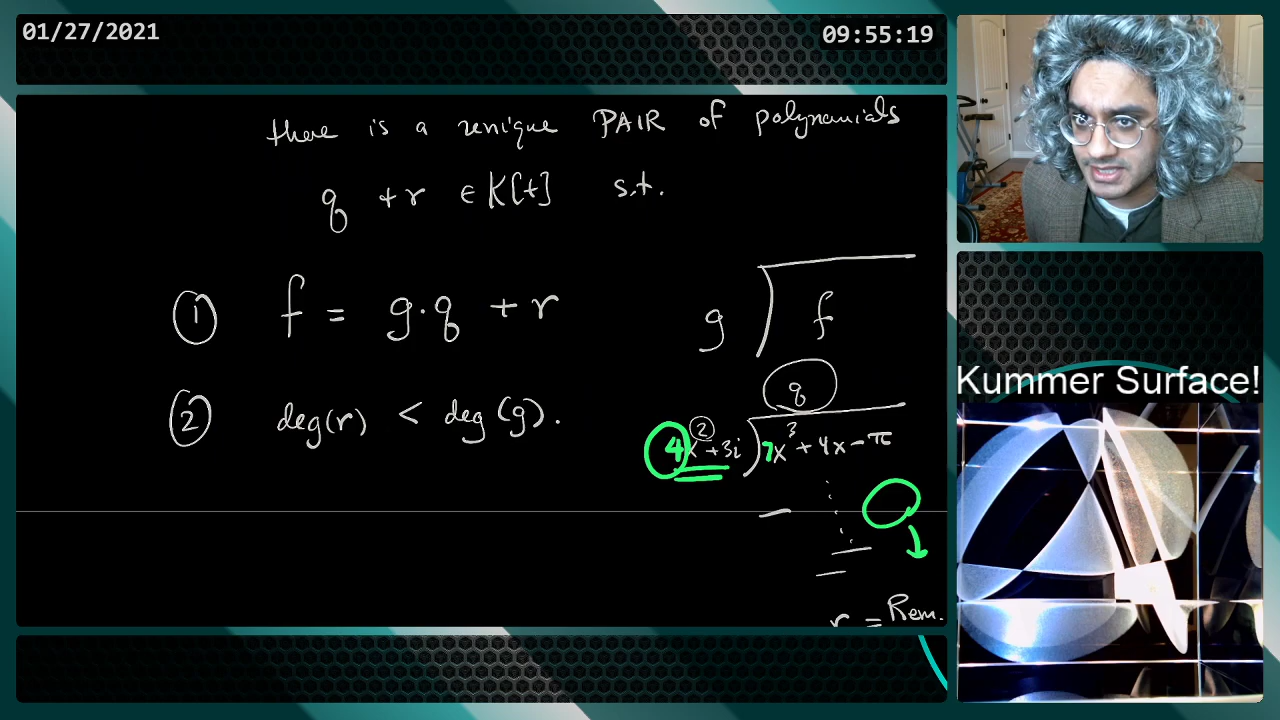 01/27/2021
09:55:19
there is a unique PAIR of polynomials
q + r ∈ K[t] s.t.
① f = g·q + r
g f
② deg(r) < deg(g).
q
4x² + 3i 7x³ + 4x - π
r = Rem.
Kummer Surface!